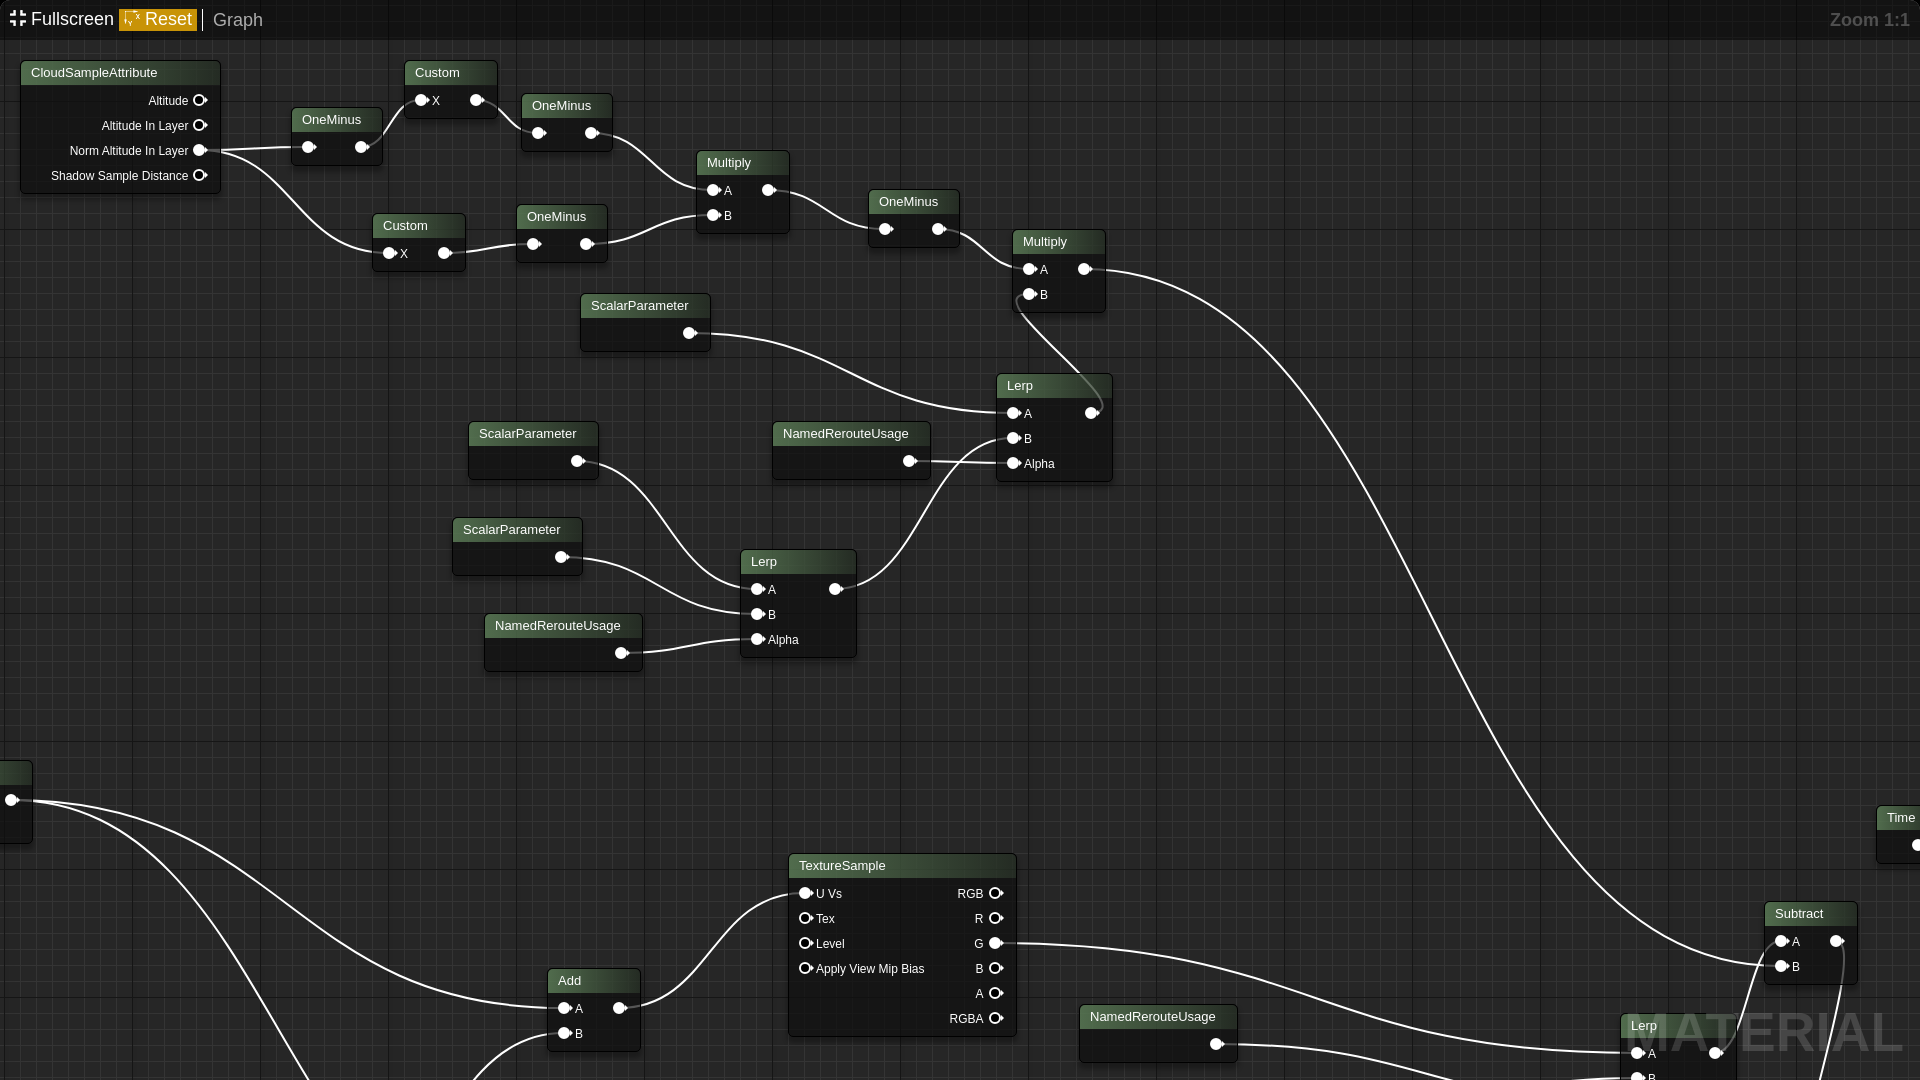 Fullscreen Reset Graph Zoom 1:1
CloudSampleAttribute
Altitude
Altitude In Layer
Norm Altitude In Layer
Shadow Sample Distance
OneMinus
Custom
X
OneMinus
Custom
X
OneMinus
Multiply
A
B
OneMinus
Multiply
A
B
ScalarParameter
Lerp
A
B
Alpha
ScalarParameter
NamedRerouteUsage
ScalarParameter
Lerp
A
B
Alpha
NamedRerouteUsage
Time
TextureSample
U Vs RGB
Tex R
Level G
Apply View Mip Bias B
A
RGBA
Subtract
A
B
Add
A
B
NamedRerouteUsage
Lerp
A
B
MATERIAL